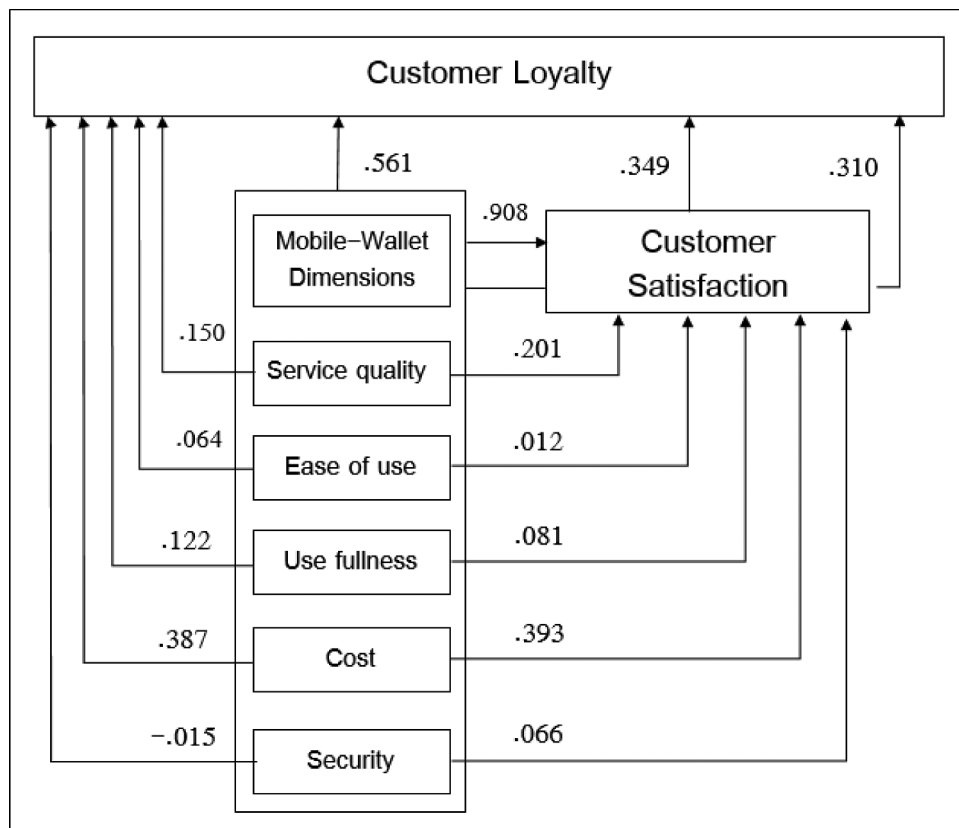 Customer Loyalty
.561
.349
.310
.908
Mobile-Wallet
Dimensions
Customer
Satisfaction
.150
Service quality
.201
.064
Ease of use
.012
.122
Use fullness
.081
.387
Cost
.393
-.015
Security
.066